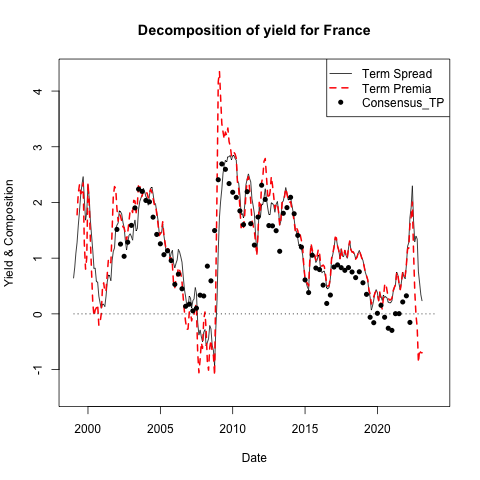 Decomposition of yield for France
Term Spread
Term Premia
Consensus_TP
Yield & Composition
4
3
2
1
0
-1
2000
2005
2010
2015
2020
Date